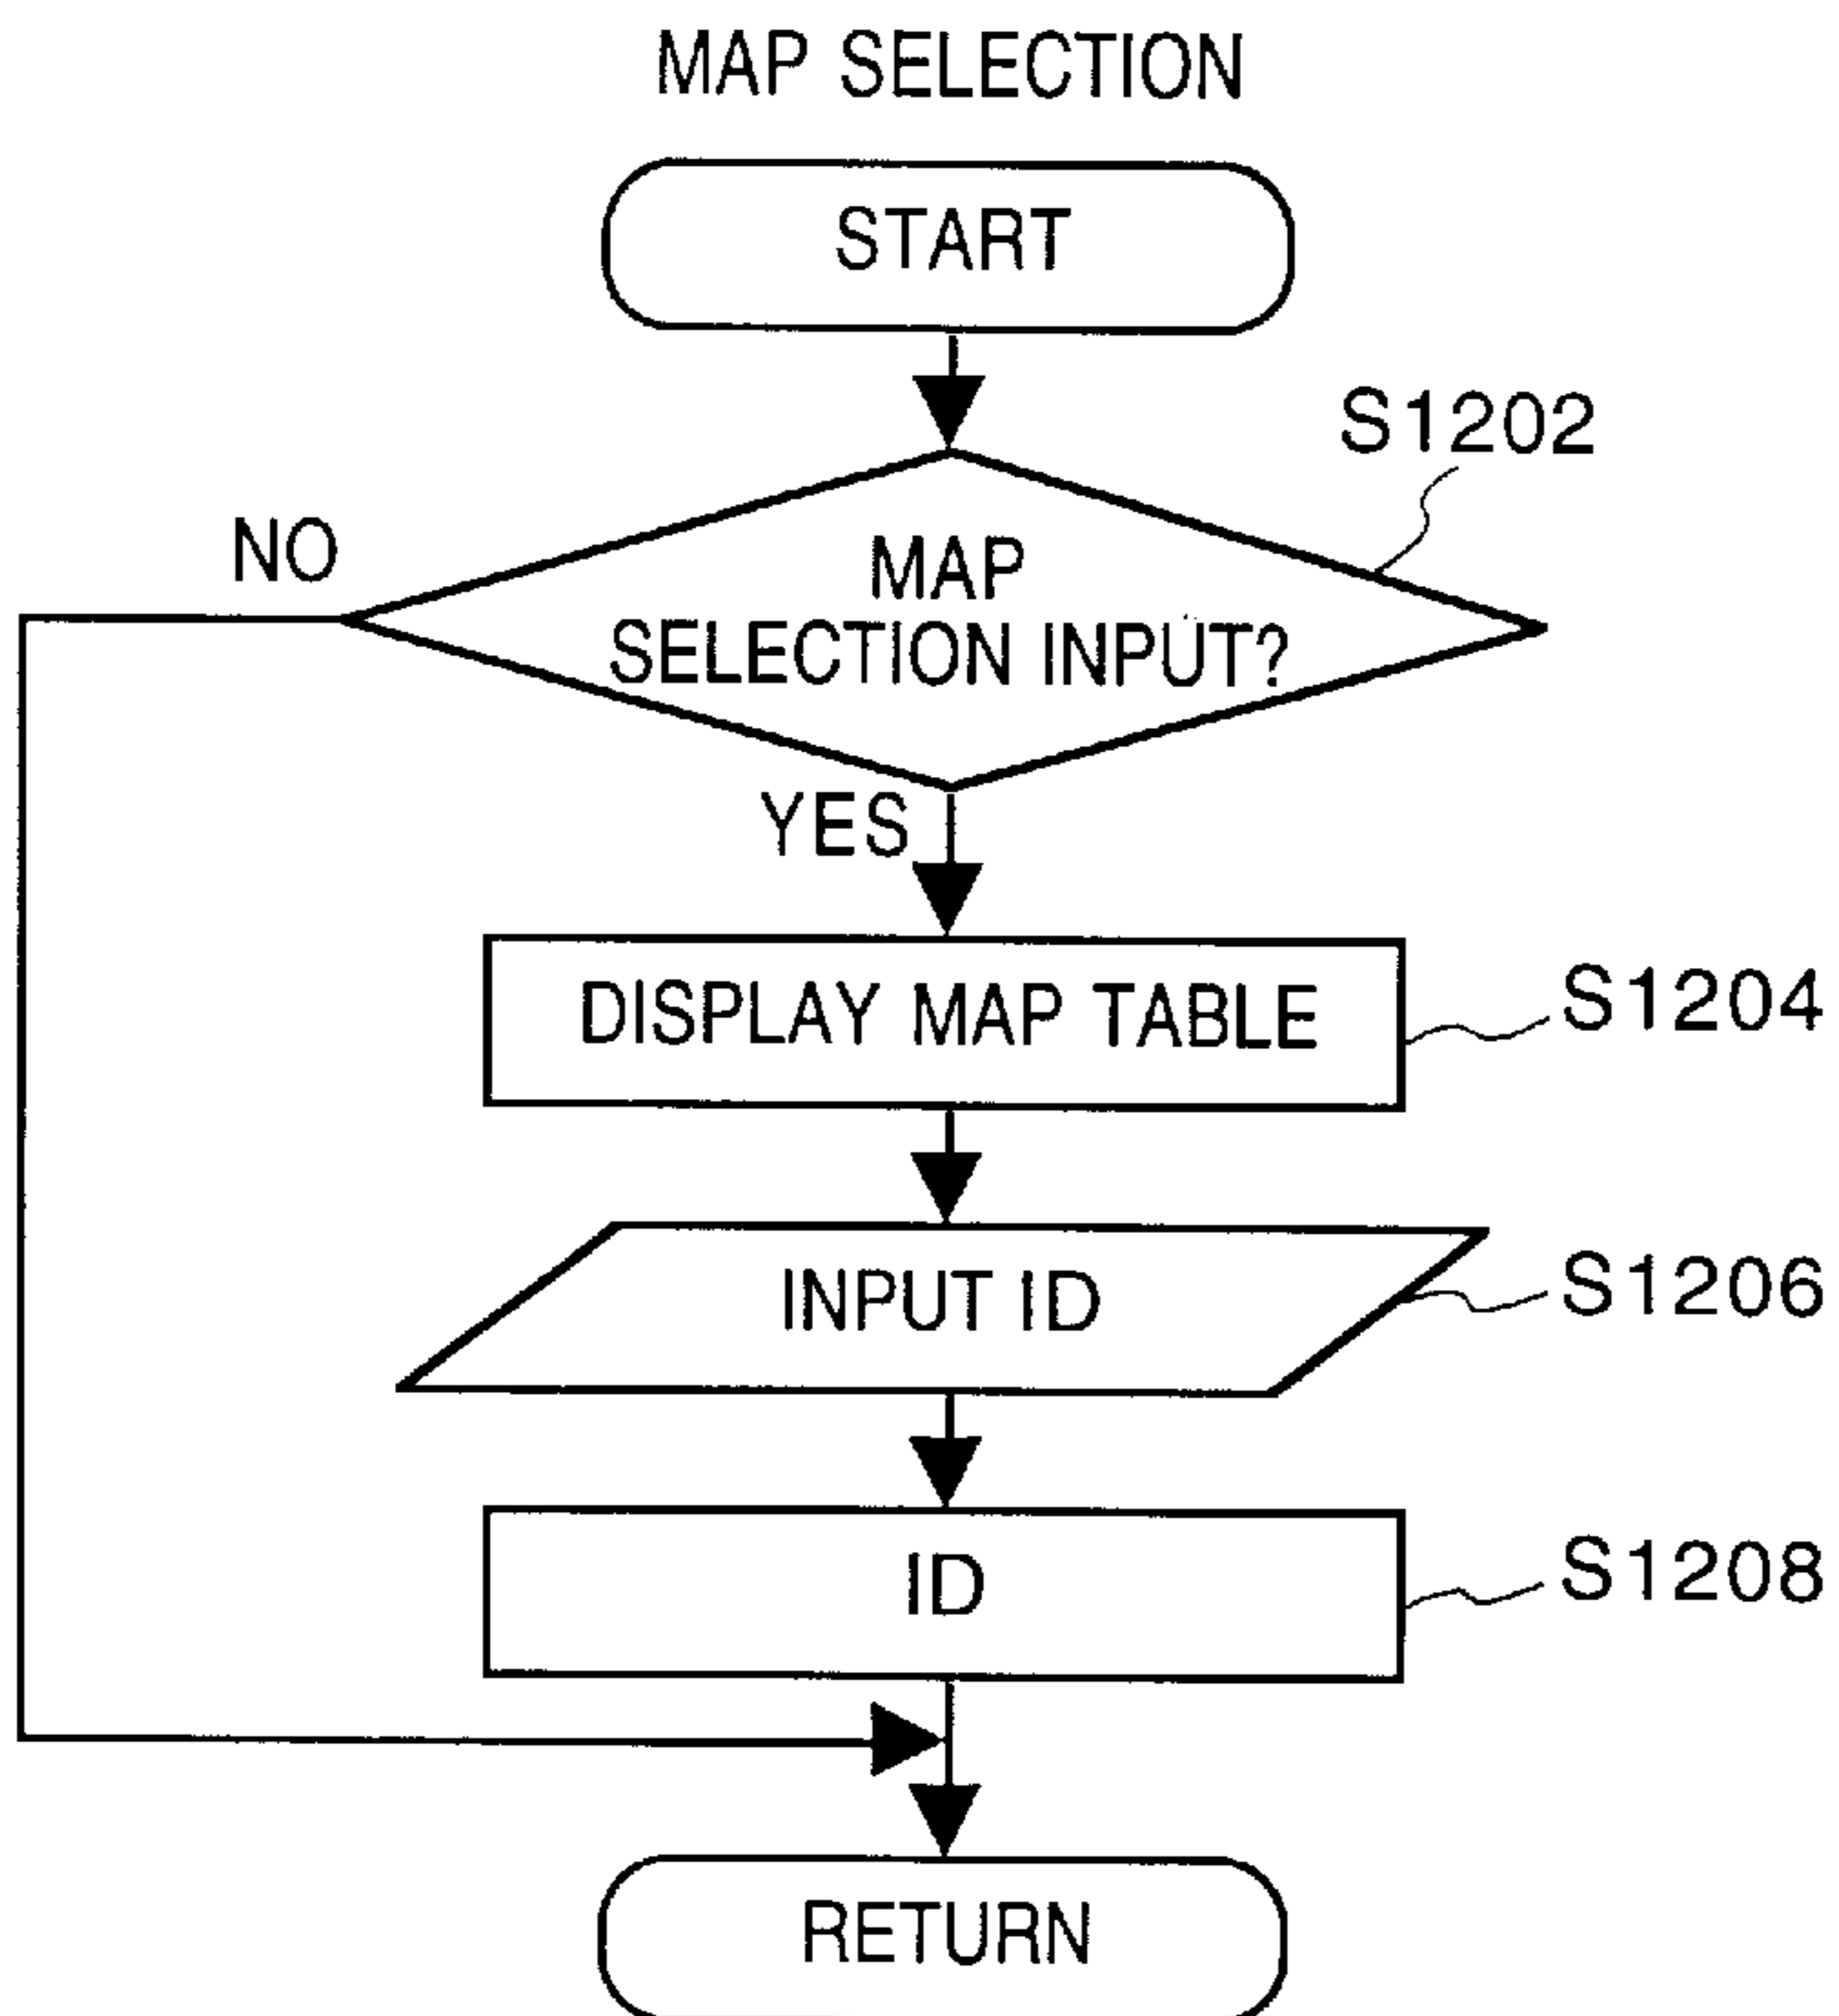 MAP SELECTION
START
S1202
NO
MAP
SELECTION INPUT?
YES
DISPLAY MAP TABLE
S1204
INPUT ID
S1206
ID
S1208
RETURN